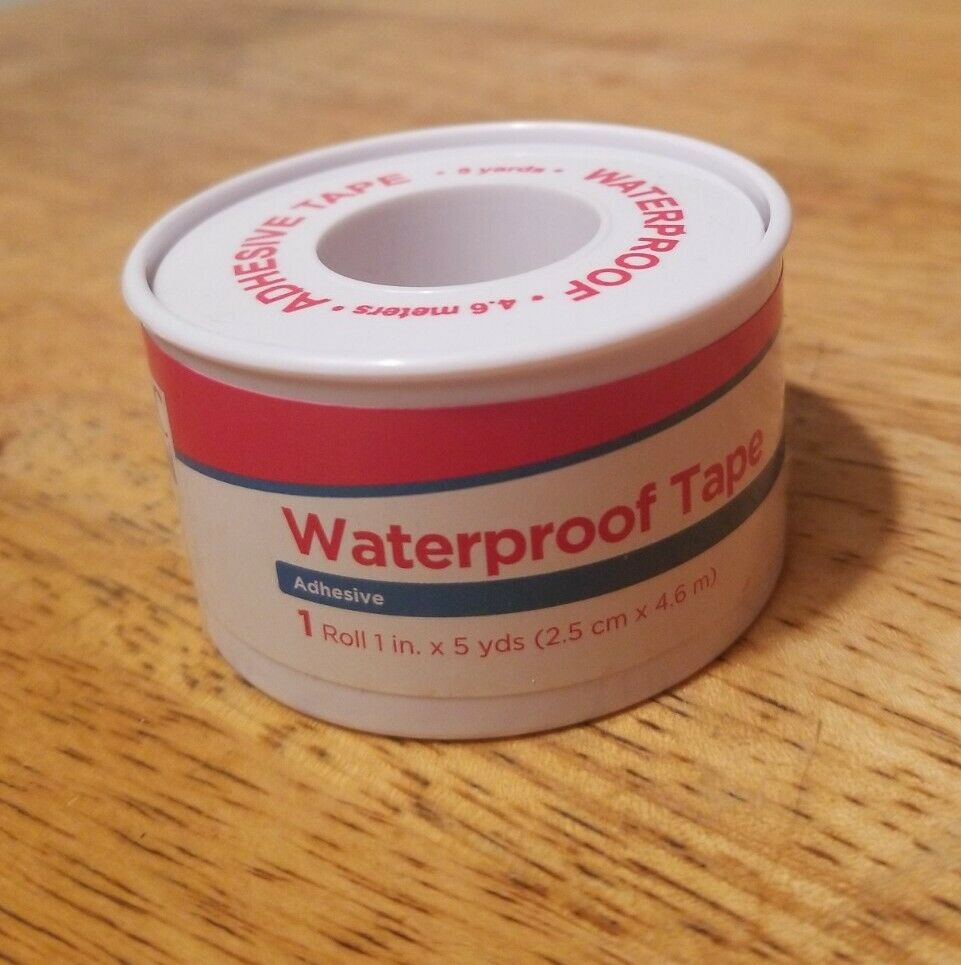 ADHESIVE TAPE • 5 yards • WATERPROOF • 4.6 meters •
Waterproof Tape
Adhesive
1 Roll 1 in. x 5 yds (2.5 cm x 4.6 m)